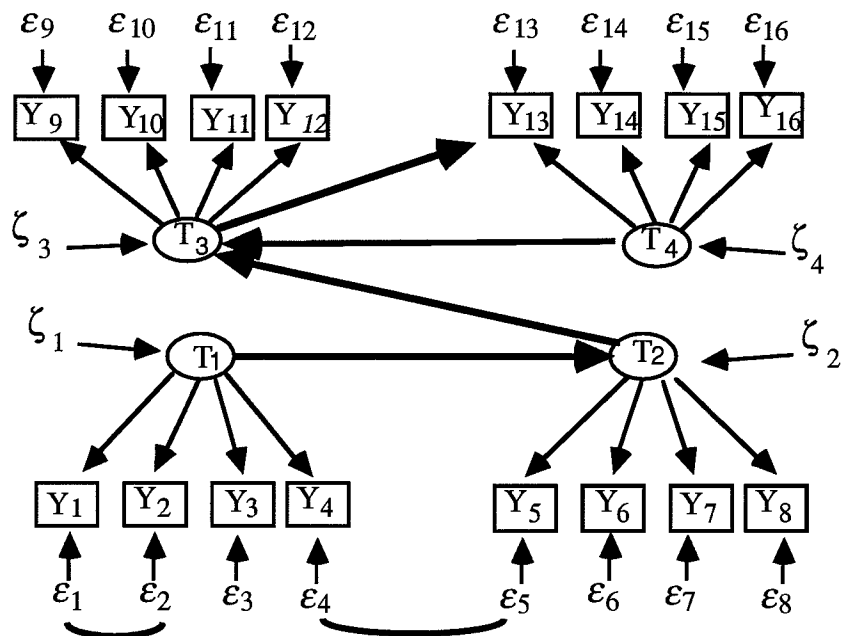 ε9 ε10 ε11 ε12 ε13 ε14 ε15 ε16
Y9 Y10 Y11 Y12 Y13 Y14 Y15 Y16
ζ3 T3 T4 ζ4
ζ1 T1 T2 ζ2
Y1 Y2 Y3 Y4 Y5 Y6 Y7 Y8
ε1 ε2 ε3 ε4 ε5 ε6 ε7 ε8